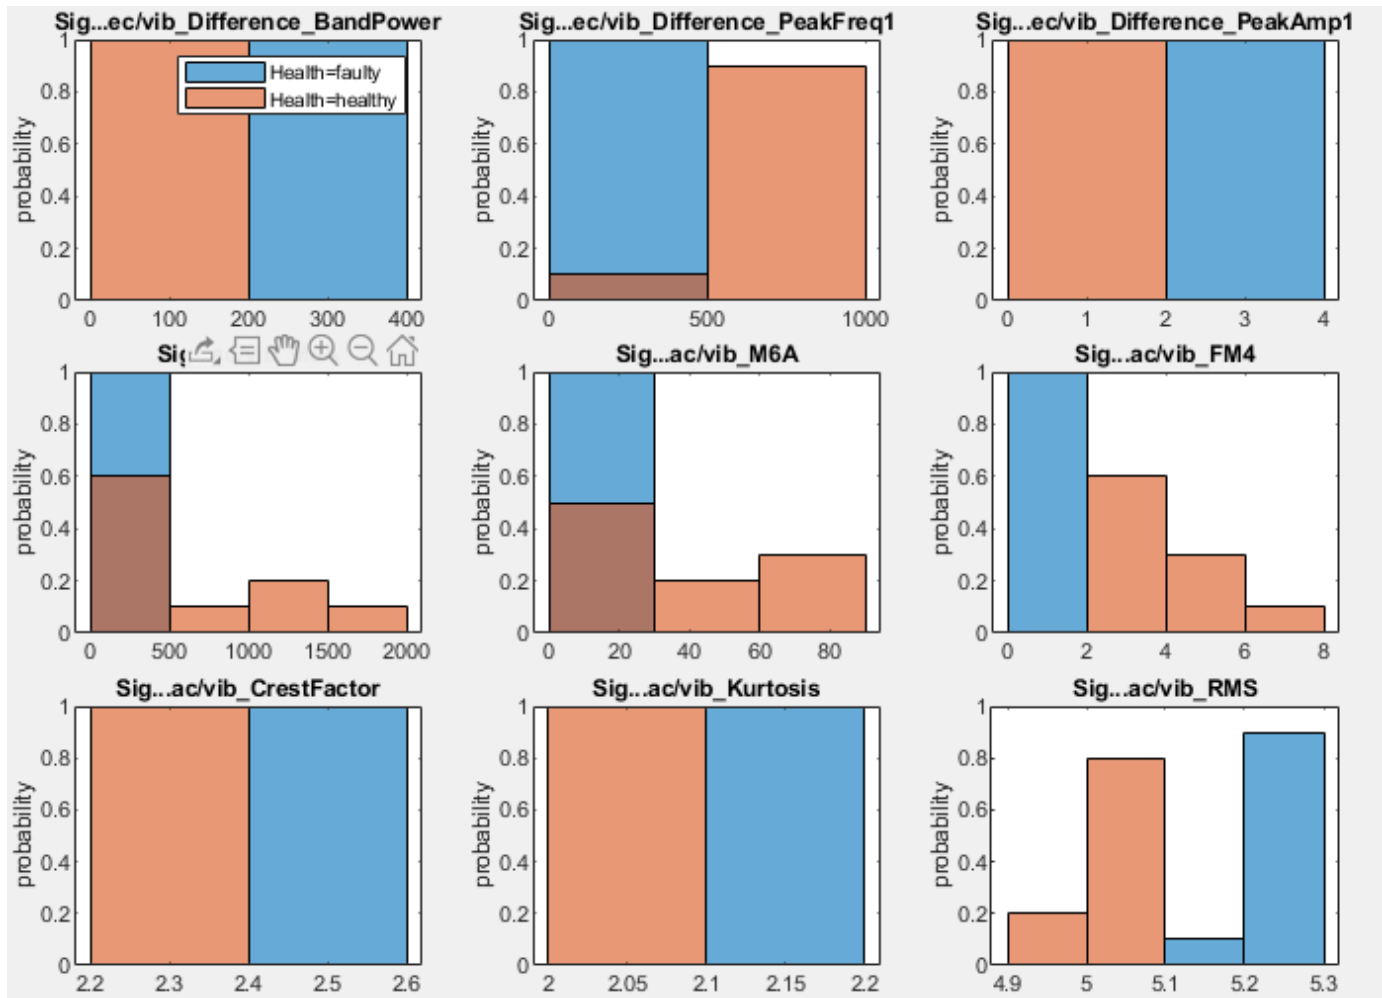 Sig...ec/vib_Difference_BandPower
Sig...ec/vib_Difference_PeakFreq1
Sig...ec/vib_Difference_PeakAmp1
probability
1
0.8
0.6
0.4
0.2
0
0 100 200 300 400
Health=faulty
Health=healthy
probability
1
0.8
0.6
0.4
0.2
0
0 500 1000
probability
1
0.8
0.6
0.4
0.2
0
0 1 2 3 4
Sig...ac/vib_M6A
Sig...ac/vib_FM4
probability
1
0.8
0.6
0.4
0.2
0
0 500 1000 1500 2000
probability
1
0.8
0.6
0.4
0.2
0
0 20 40 60 80
probability
1
0.8
0.6
0.4
0.2
0
0 2 4 6 8
Sig...ac/vib_CrestFactor
Sig...ac/vib_Kurtosis
Sig...ac/vib_RMS
probability
1
0.8
0.6
0.4
0.2
0
2.2 2.3 2.4 2.5 2.6
probability
1
0.8
0.6
0.4
0.2
0
2 2.05 2.1 2.15 2.2
probability
1
0.8
0.6
0.4
0.2
0
4.9 5 5.1 5.2 5.3